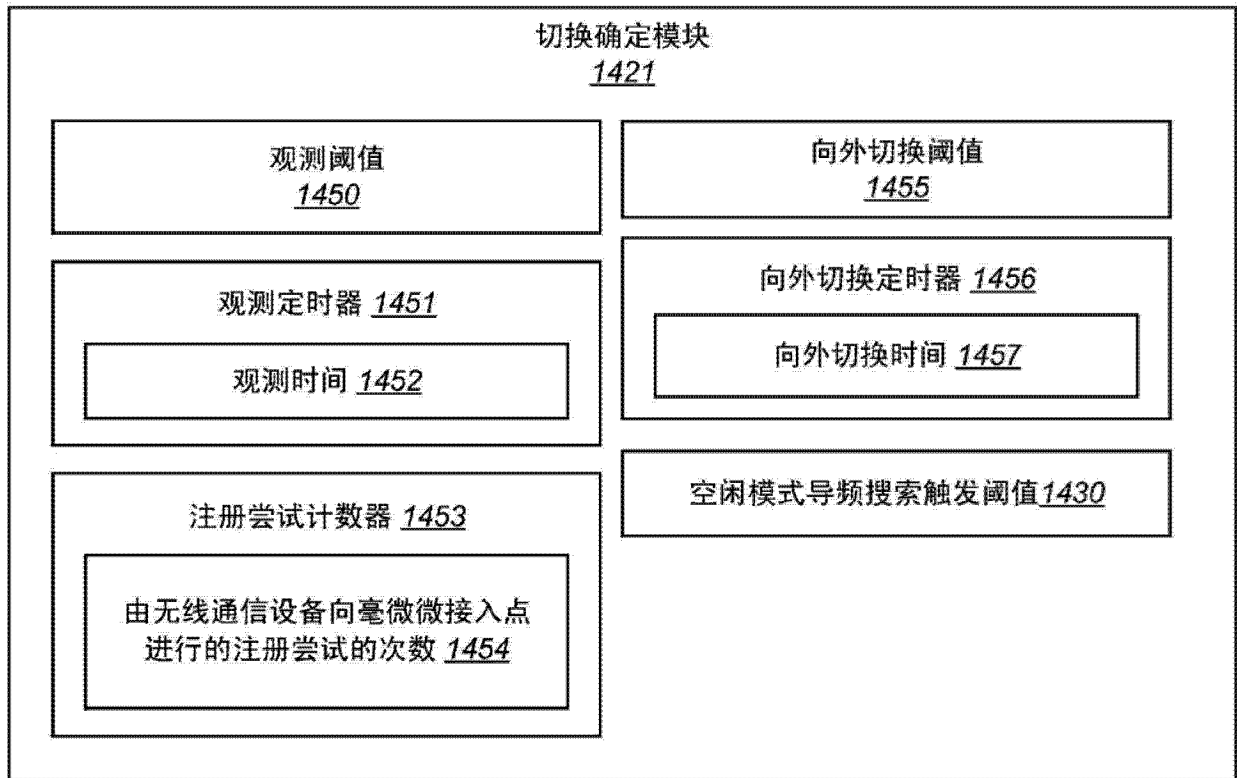 切换确定模块
1421
观测阈值
1450
观测定时器 1451
观测时间 1452
注册尝试计数器 1453
由无线通信设备向毫微微接入点
进行的注册尝试的次数 1454
向外切换阈值
1455
向外切换定时器 1456
向外切换时间 1457
空闲模式导频搜索触发阈值1430